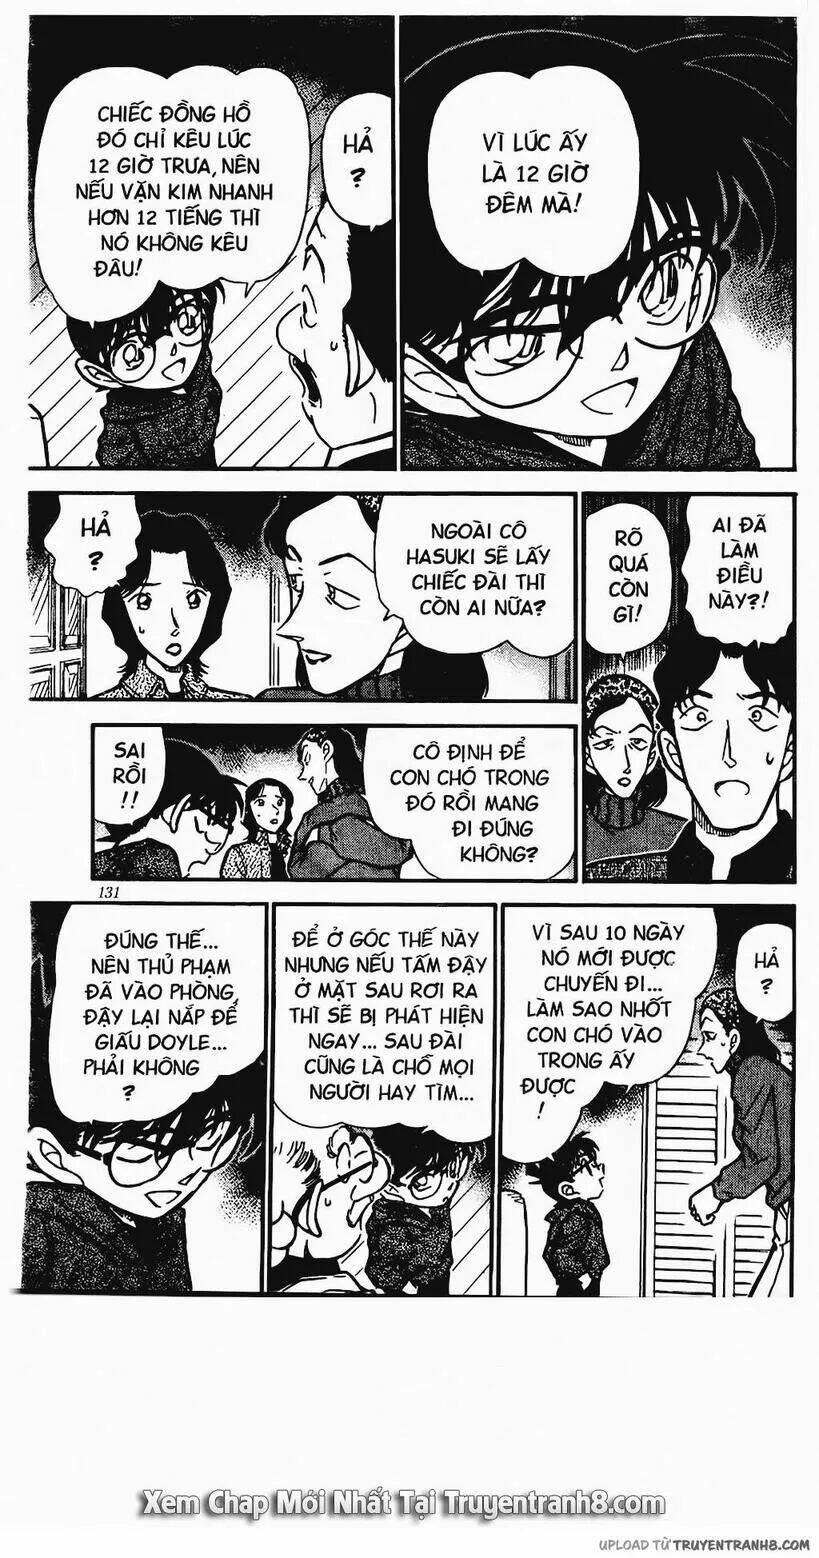 VÌ LÚC ẤY
LÀ 12 GIỜ
ĐÊM MÀ!
HẢ
?
CHIẾC ĐỒNG HỒ
ĐÓ CHỈ KÊU LÚC
12 GIỜ TRƯA, NÊN
NẾU VẶN KIM NHANH
HƠN 12 TIẾNG THÌ
NÓ KHÔNG KÊU
ĐÂU!
AI ĐÃ
LÀM
ĐIỀU
NÀY?!
RÕ
QUÁ
CÒN
GÌ!
NGOÀI CÔ
HASUKI SẼ LẤY
CHIẾC ĐÀI THÌ
CÒN AI NỮA?
HẢ
?
CÔ ĐỊNH ĐỂ
CON CHÓ TRONG
ĐÓ RỒI MANG
ĐI ĐÚNG
KHÔNG?
SAI
RỒI
!!
131
HẢ
?
VÌ SAU 10 NGÀY
NÓ MỚI ĐƯỢC
CHUYỂN ĐI...
LÀM SAO NHỐT
CON CHÓ VÀO
TRONG ẤY
ĐƯỢC
!
ĐỂ Ở GÓC THẾ NÀY
NHƯNG NẾU TẤM ĐẬY
Ở MẶT SAU RƠI RA
THÌ SẼ BỊ PHÁT HIỆN
NGAY... SAU ĐÀI
CŨNG LÀ CHỖ MỌI
NGƯỜI HAY TÌM...
ĐÚNG THẾ...
NÊN THỦ PHẠM
ĐÃ VÀO PHÒNG,
ĐẬY LẠI NẮP ĐỂ
GIẤU DOYLE...
PHẢI KHÔNG
?
Xem Chap Mới Nhất Tại Truyentranh8.com
UPLOAD TỪ TRUYENTRANH8.COM